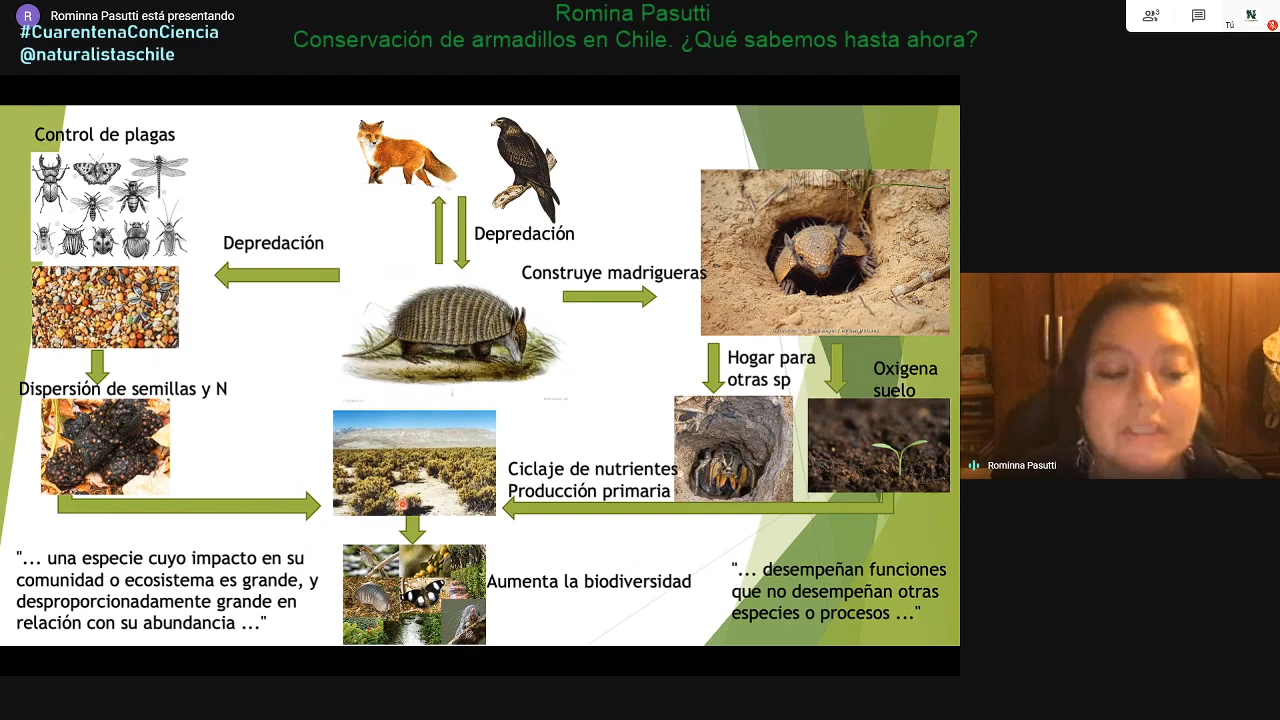 R
Rominna Pasutti está presentando
#CuarentenaConCiencia
@naturalistaschile
Romina Pasutti
Conservación de armadillos en Chile. ¿Qué sabemos hasta ahora?
3
Tú
Control de plagas
Depredación
Depredación
Construye madrigueras
MINDEN
Hogar para
otras sp
Oxigena
suelo
Dispersión de semillas y N
Ciclaje de nutrientes
Producción primaria
Aumenta la biodiversidad
"... una especie cuyo impacto en su
comunidad o ecosistema es grande, y
desproporcionadamente grande en
relación con su abundancia ..."
"... desempeñan funciones
que no desempeñan otras
especies o procesos ..."
Rominna Pasutti